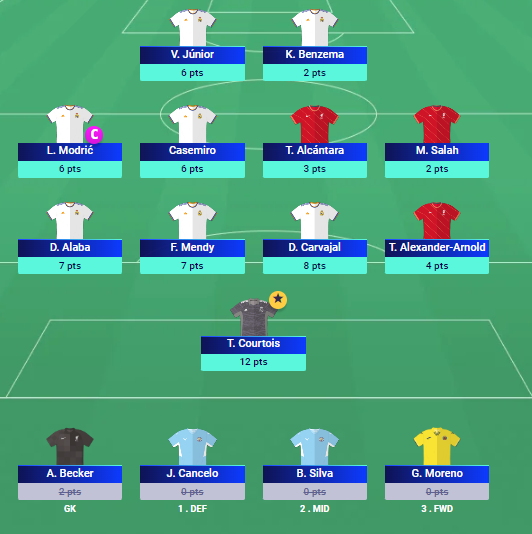 V. Júnior
K. Benzema
6 pts
2 pts
C
L. Modrić
Casemiro
T. Alcántara
M. Salah
6 pts
6 pts
3 pts
2 pts
D. Alaba
F. Mendy
D. Carvajal
T. Alexander-Arnold
7 pts
7 pts
8 pts
4 pts
T. Courtois
12 pts
A. Becker
J. Cancelo
B. Silva
G. Moreno
2 pts
0 pts
0 pts
0 pts
GK
1 . DEF
2 . MID
3 . FWD